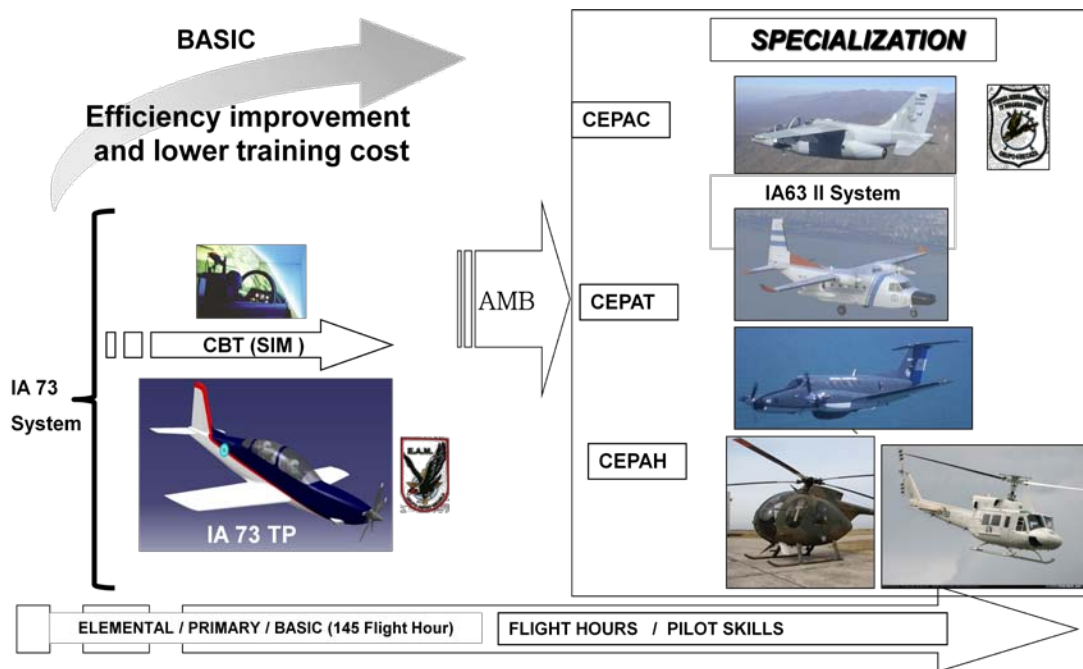 BASIC
Efficiency improvement
and lower training cost
SPECIALIZATION
CEPAC
IA63 II System
CEPAT
AMB
CBT (SIM )
IA 73
System
E.A.M.
IA 73 TP
CEPAH
ELEMENTAL / PRIMARY / BASIC (145 Flight Hour)
FLIGHT HOURS / PILOT SKILLS